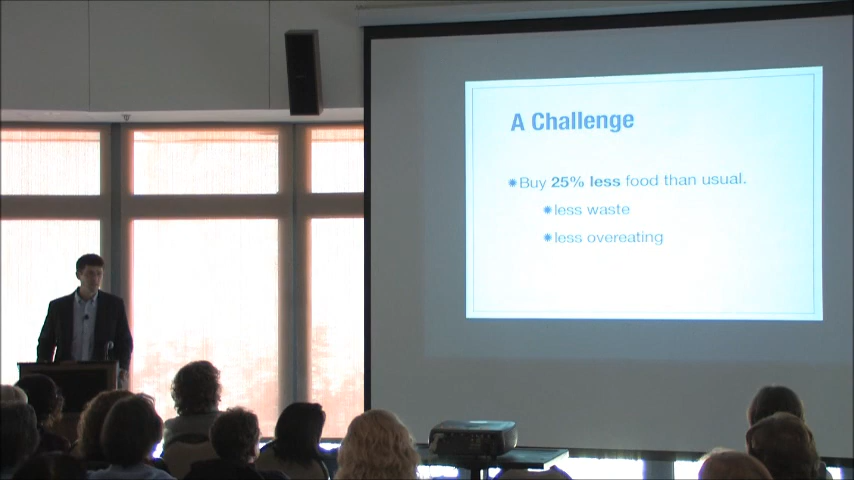 A Challenge
✷Buy 25% less food than usual.
✷less waste
✷less overeating